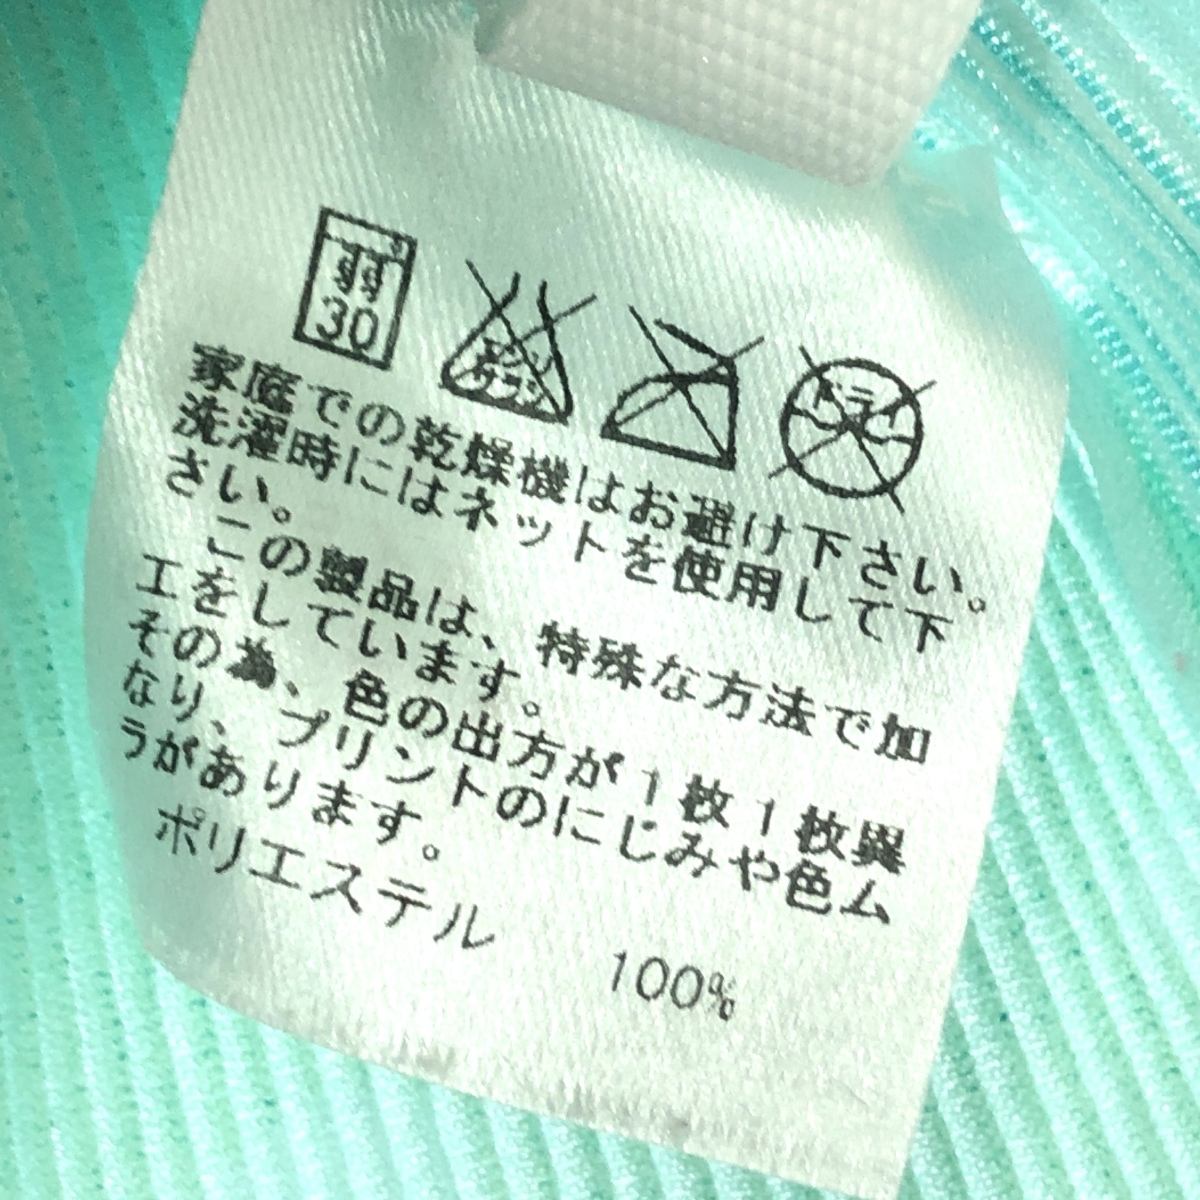 弱
30
エンソ
サラシ
ドライ
家庭での乾燥機はお避け下さい。
洗濯時にはネットを使用して下
さい。
この製品は、特殊な方法で加
工をしています。
その為、色の出方が1枚1枚異
なり、プリントのにじみや色ム
ラがあります。
ポリエステル 100%